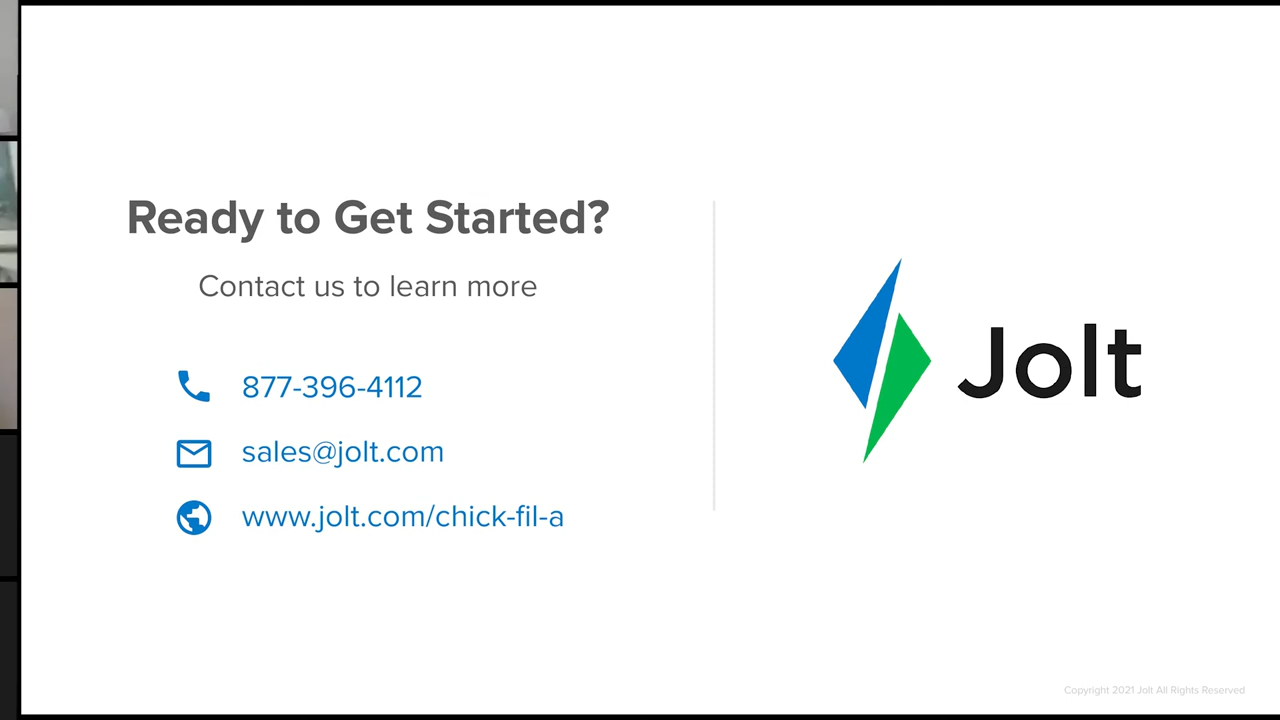 Ready to Get Started?
Contact us to learn more
877-396-4112
sales@jolt.com
www.jolt.com/chick-fil-a
Jolt
Copyright 2021 Jolt All Rights Reserved